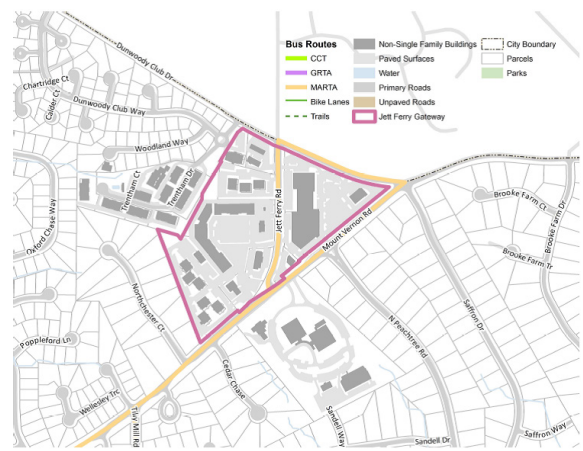 Bus Routes
CCT
GRTA
MARTA
Bike Lanes
Trails
Non-Single Family Buildings
Paved Surfaces
Water
Primary Roads
Unpaved Roads
Jett Ferry Gateway
City Boundary
Parcels
Parks
Dunwoody Club Dr
Chartridge Ct
Calder Ct
Dunwoody Club Way
Woodland Way
Trentham Ct
Trentham Dr
Oxford Chase Way
Jett Ferry Rd
Mount Vernon Rd
Brooke Farm Ct
Brooke Farm Dr
Brooke Farm Tr
Northchester Ct
Poppleford Ln
Saffron Dr
N Peachtree Rd
Cedar Chase
Wellesley Trc
Tilly Mill Rd
Sandell Way
Sandell Dr
Saffron Way